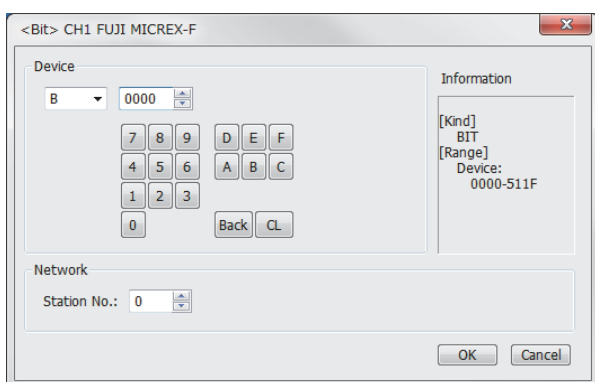 <Bit> CH1 FUJI MICREX-F
Device
B 0000
7 8 9 D E F
4 5 6 A B C
1 2 3
0 Back CL
Information
[Kind]
BIT
[Range]
Device:
0000-511F
Network
Station No.: 0
OK Cancel